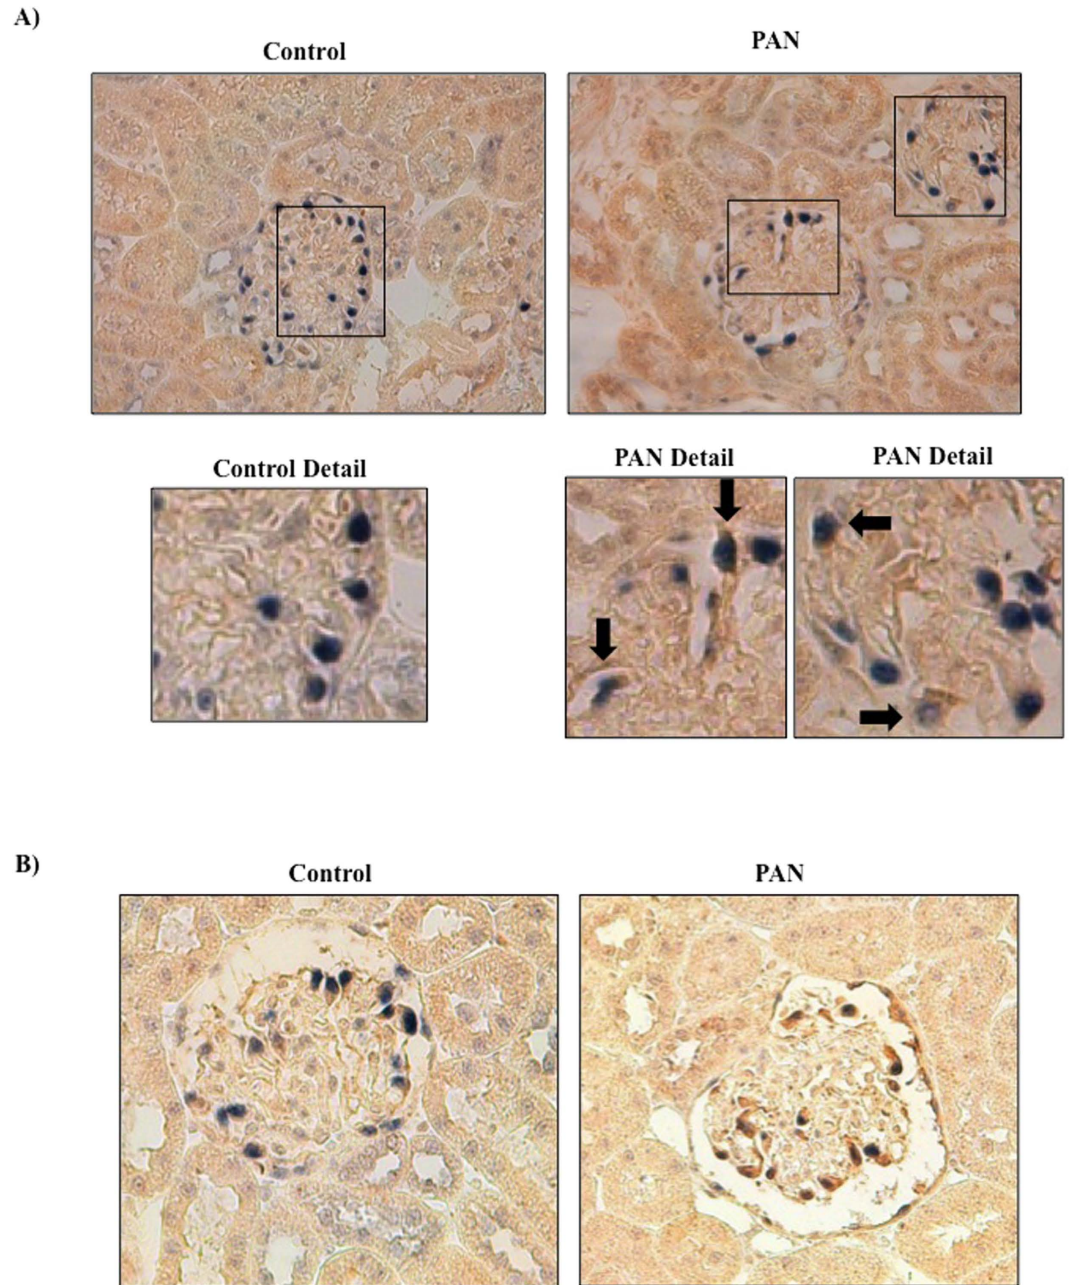 A)
Control
PAN
Control Detail
PAN Detail
PAN Detail
B)
Control
PAN